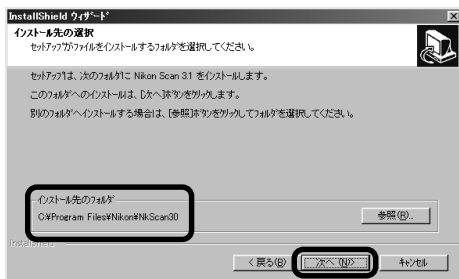 InstallShield ウィザード
インストール先の選択
セットアップがファイルをインストールするフォルダを選択してください。
セットアップは、次のフォルダに Nikon Scan 3.1 をインストールします。
このフォルダへのインストールは、[次へ]ボタンをクリックします。
別のフォルダへインストールする場合は、[参照]ボタンをクリックしてフォルダを選択してください。
インストール先のフォルダ
C:¥Program Files¥Nikon¥NkScan30
参照(R)...
InstallShield
< 戻る(B)
次へ (N)>
キャンセル